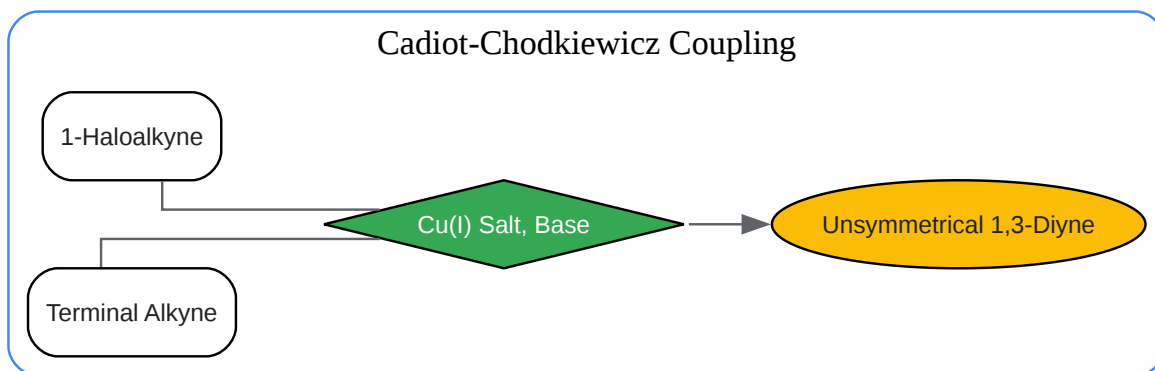 Cadiot-Chodkiewicz Coupling
1-Haloalkyne
Cu(I) Salt, Base
Unsymmetrical 1,3-Diyne
Terminal Alkyne